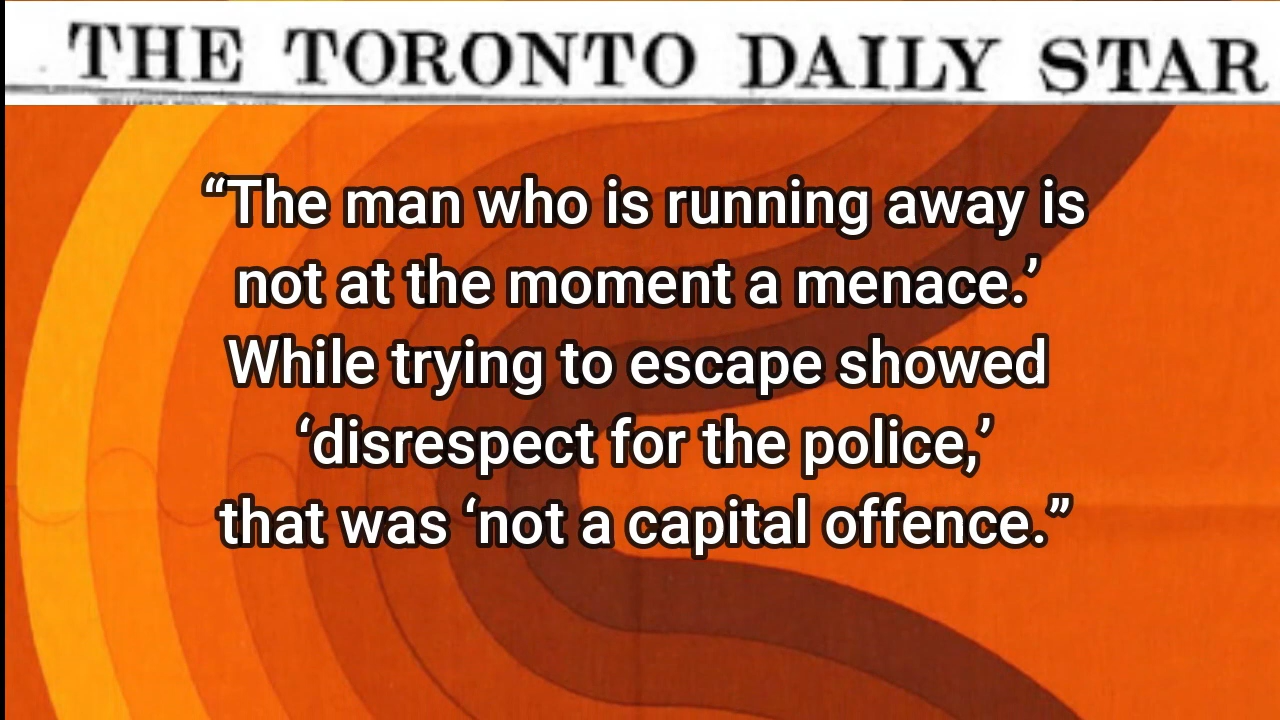 THE TORONTO DAILY STAR
“The man who is running away is
not at the moment a menace.’
While trying to escape showed
‘disrespect for the police,’
that was ‘not a capital offence.”